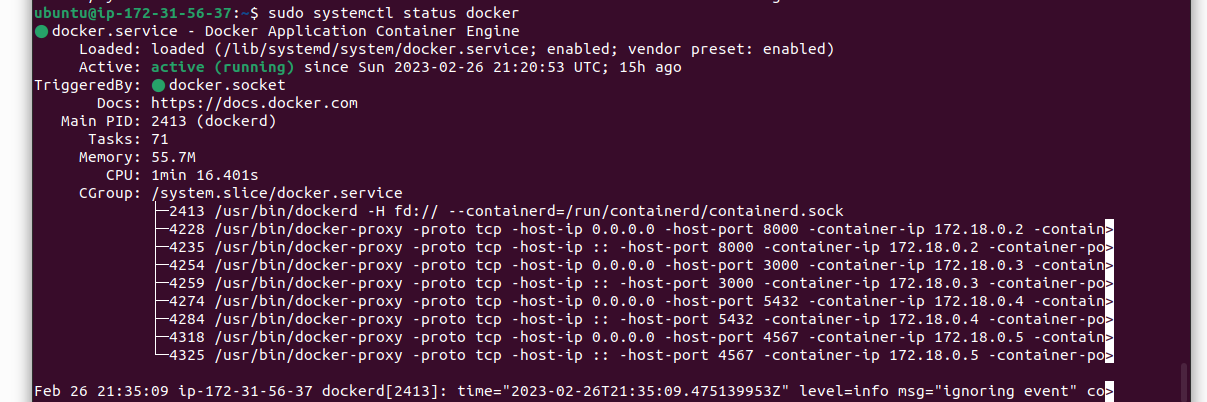 ubuntu@ip-172-31-56-37:~$ sudo systemctl status docker
● docker.service - Docker Application Container Engine
     Loaded: loaded (/lib/systemd/system/docker.service; enabled; vendor preset: enabled)
     Active: active (running) since Sun 2023-02-26 21:20:53 UTC; 15h ago
TriggeredBy: ● docker.socket
       Docs: https://docs.docker.com
   Main PID: 2413 (dockerd)
      Tasks: 71
     Memory: 55.7M
        CPU: 1min 16.401s
     CGroup: /system.slice/docker.service
             ├─2413 /usr/bin/dockerd -H fd:// --containerd=/run/containerd/containerd.sock
             ├─4228 /usr/bin/docker-proxy -proto tcp -host-ip 0.0.0.0 -host-port 8000 -container-ip 172.18.0.2 -contain>
             ├─4235 /usr/bin/docker-proxy -proto tcp -host-ip :: -host-port 8000 -container-ip 172.18.0.2 -container-po>
             ├─4254 /usr/bin/docker-proxy -proto tcp -host-ip 0.0.0.0 -host-port 3000 -container-ip 172.18.0.3 -contain>
             ├─4259 /usr/bin/docker-proxy -proto tcp -host-ip :: -host-port 3000 -container-ip 172.18.0.3 -container-po>
             ├─4274 /usr/bin/docker-proxy -proto tcp -host-ip 0.0.0.0 -host-port 5432 -container-ip 172.18.0.4 -contain>
             ├─4284 /usr/bin/docker-proxy -proto tcp -host-ip :: -host-port 5432 -container-ip 172.18.0.4 -container-po>
             ├─4318 /usr/bin/docker-proxy -proto tcp -host-ip 0.0.0.0 -host-port 4567 -container-ip 172.18.0.5 -contain>
             └─4325 /usr/bin/docker-proxy -proto tcp -host-ip :: -host-port 4567 -container-ip 172.18.0.5 -container-po>
Feb 26 21:35:09 ip-172-31-56-37 dockerd[2413]: time="2023-02-26T21:35:09.475139953Z" level=info msg="ignoring event" co>